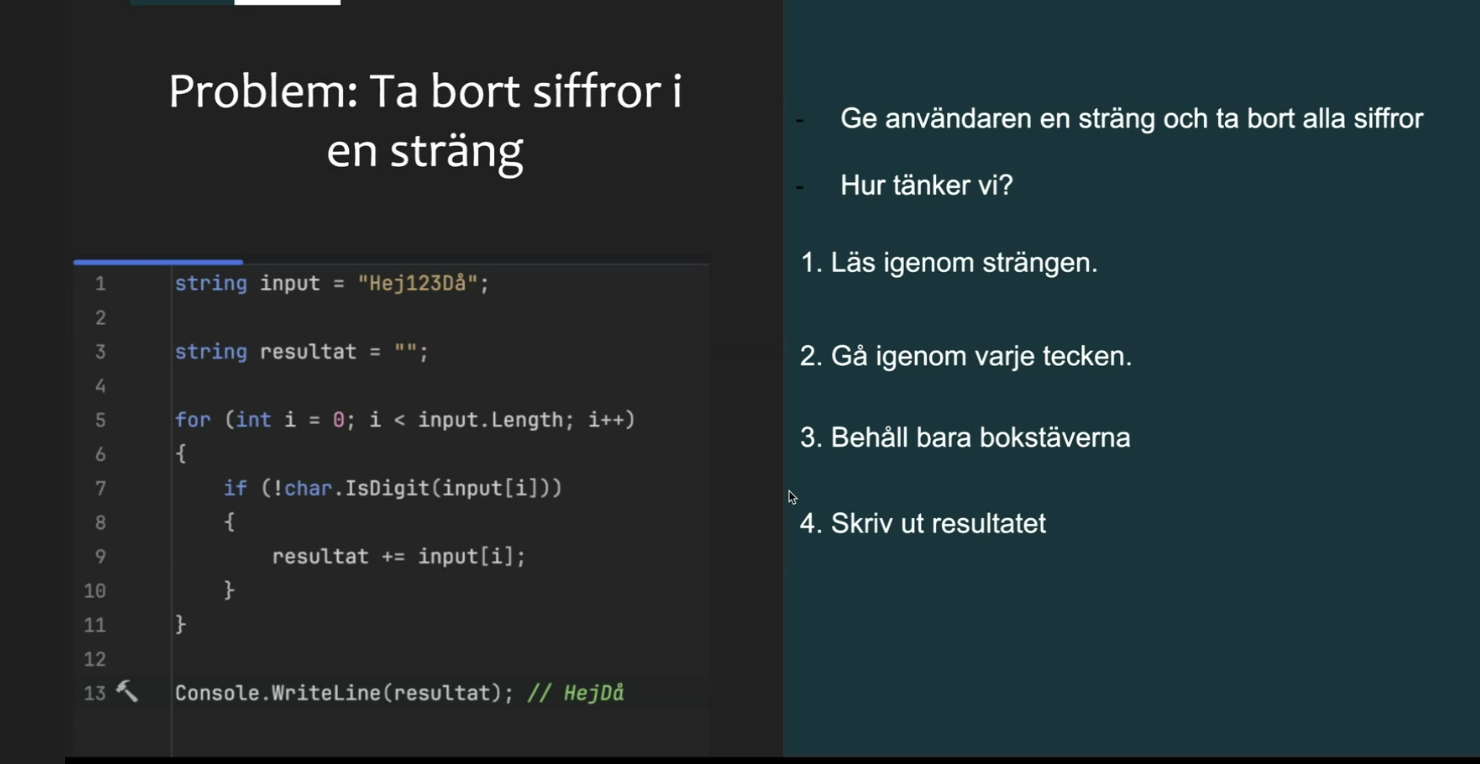 Problem: Ta bort siffror i
en sträng
1 string input = "Hej123Då";
2
3 string resultat = "";
4
5 for (int i = 0; i < input.Length; i++)
6 {
7     if (!char.IsDigit(input[i]))
8     {
9         resultat += input[i];
10     }
11 }
12
13 Console.WriteLine(resultat); // HejDå
- Ge användaren en sträng och ta bort alla siffror
- Hur tänker vi?
1. Läs igenom strängen.
2. Gå igenom varje tecken.
3. Behåll bara bokstäverna
4. Skriv ut resultatet